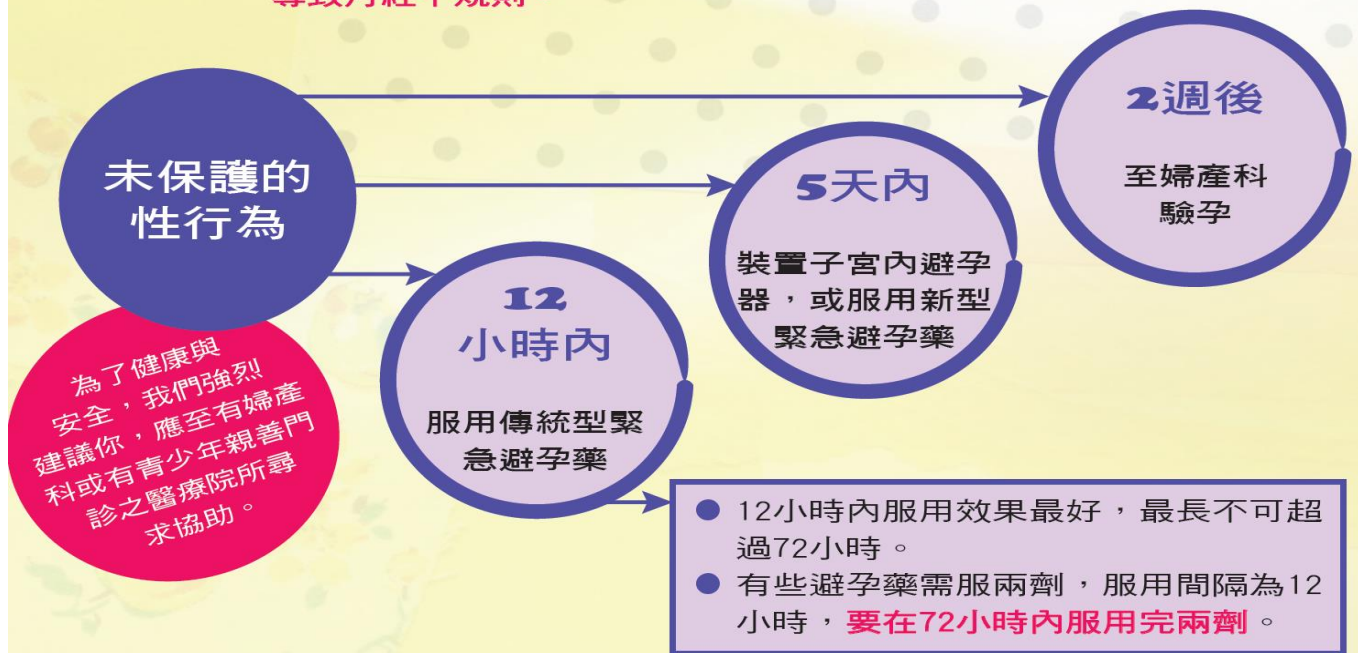 導致月經不規則
未保護的
性行為
為了健康與
安全，我們強烈
建議你，應至有婦產
科或有青少年親善門
診之醫療院所尋
求協助。
12
小時內
服用傳統型緊
急避孕藥
5天內
裝置子宮內避孕
器，或服用新型
緊急避孕藥
2週後
至婦產科
驗孕
● 12小時內服用效果最好，最長不可超
過72小時。
● 有些避孕藥需服兩劑，服用間隔為12
小時，要在72小時內服用完兩劑。